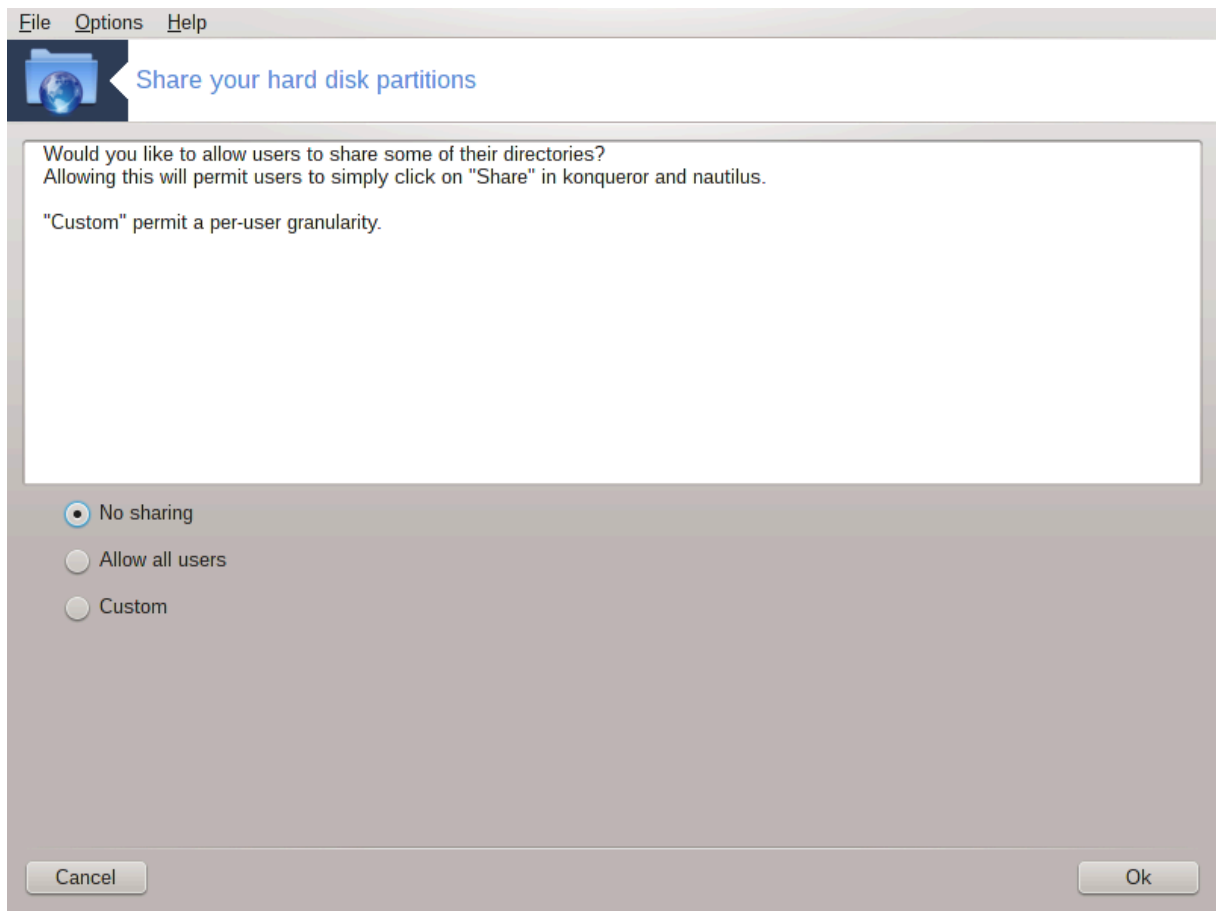 File Options Help
Share your hard disk partitions
Would you like to allow users to share some of their directories?
Allowing this will permit users to simply click on "Share" in konqueror and nautilus.
"Custom" permit a per-user granularity.
No sharing
Allow all users
Custom
Cancel Ok